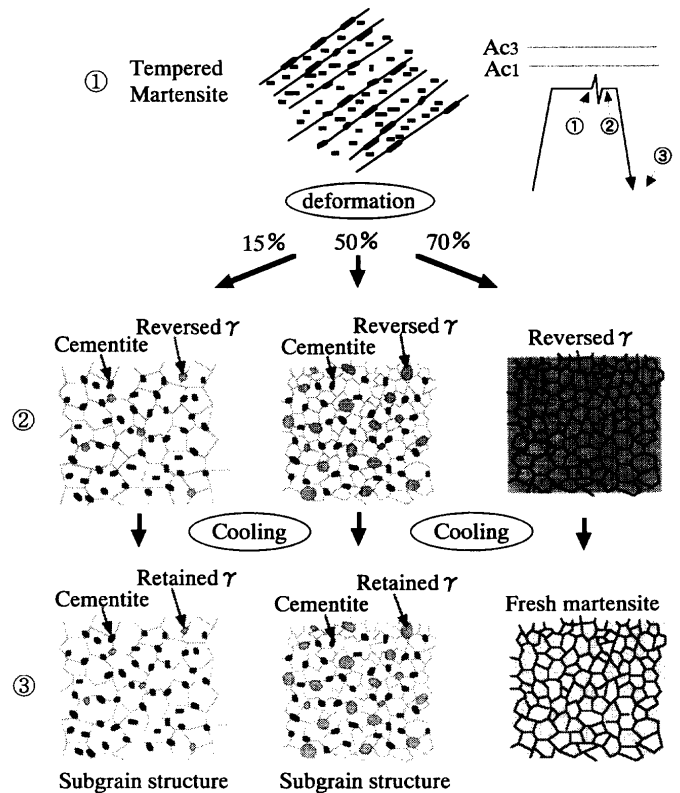 ① Tempered
Martensite
Ac3
Ac1
① ②
③
deformation
15% 50% 70%
Reversed γ
Cementite
Reversed γ
Cementite
Reversed γ
②
Cooling Cooling
Retained γ
Cementite
Retained γ
Cementite
Fresh martensite
③
Subgrain structure Subgrain structure